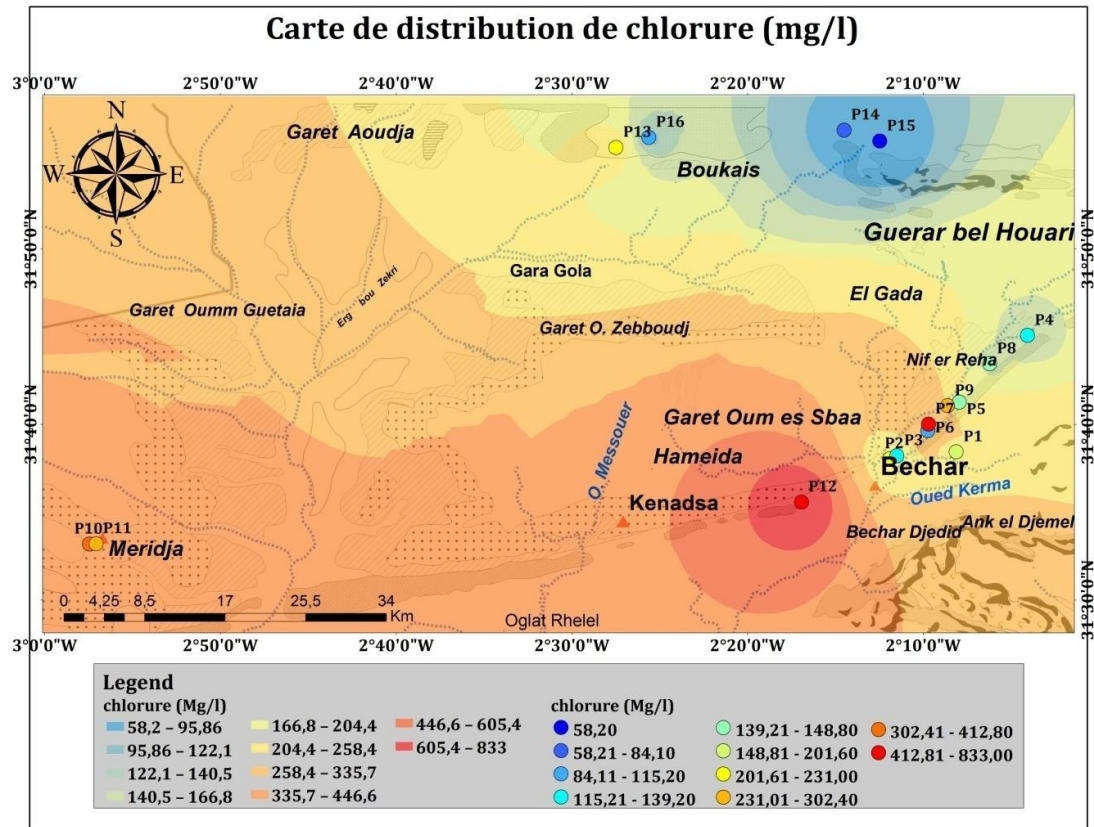 Carte de distribution de chlorure (mg/l)
3°0'0"W 2°50'0"W 2°40'0"W 2°30'0"W 2°20'0"W 2°10'0"W
N
W E
S
Garet Aoudja
P13 P16
P14
P15
Boukais
Guerar bel Houari
31°50'0"N 31°50'0"N
Gara Gola
Erg bou Zekri
El Gada
Garet Oumm Guetaia
Garet O. Zebboudj
P4
P8
Nif er Reha
P9
P7 P5
Garet Oum es Sbaa
P6
31°40'0"N 31°40'0"N
P2 P3 P1
Hameida
Bechar
O. Messouer
P12
Oued Kerma
Kenadsa
P10 P11
Meridja
Bechar Djedid
Ank el Djemel
31°30'0"N
0 4,25 8,5 17 25,5 34
Km
Oglat Rhelel
3°0'0"W 2°50'0"W 2°40'0"W 2°30'0"W 2°20'0"W 2°10'0"W
Legend
chlorure (Mg/l)
58,2 – 95,86
95,86 – 122,1
122,1 – 140,5
140,5 – 166,8
166,8 – 204,4
204,4 – 258,4
258,4 – 335,7
335,7 – 446,6
446,6 – 605,4
605,4 – 833
chlorure (Mg/l)
58,20
58,21 - 84,10
84,11 - 115,20
115,21 - 139,20
139,21 - 148,80
148,81 - 201,60
201,61 - 231,00
231,01 - 302,40
302,41 - 412,80
412,81 - 833,00